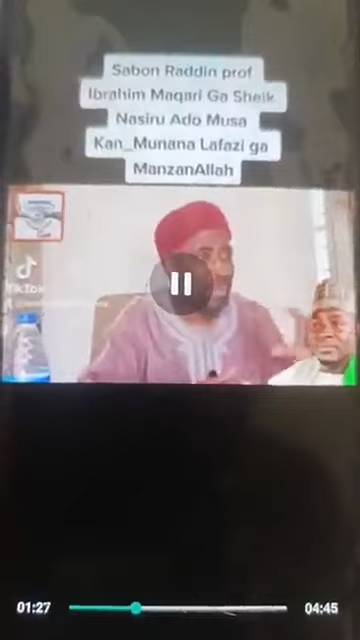 Sabon Raddin prof
Ibrahim Maqari Ga Sheik
Nasiru Ado Musa
Kan_Munana Lafazi ga
ManzanAllah
TikTok
01:27
04:45